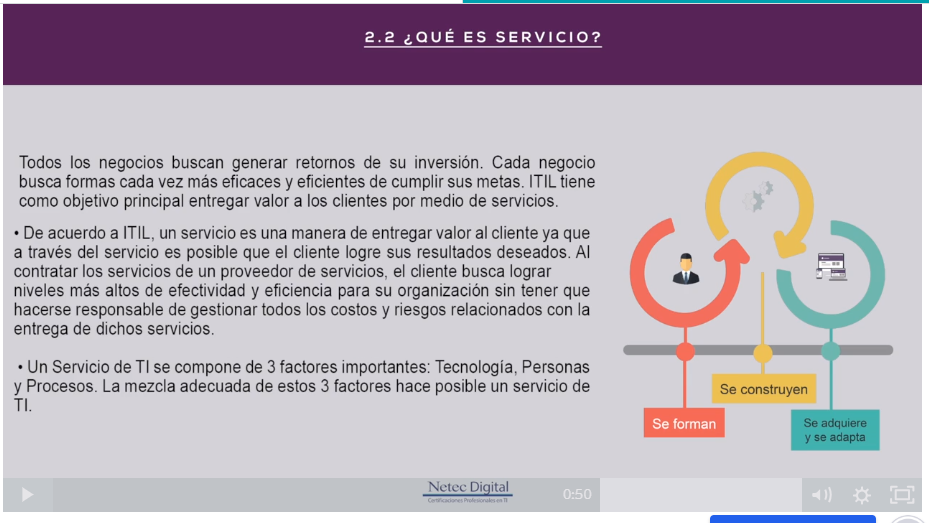 2.2 ¿QUÉ ES SERVICIO?
Todos los negocios buscan generar retornos de su inversión. Cada negocio
busca formas cada vez más eficaces y eficientes de cumplir sus metas. ITIL tiene
como objetivo principal entregar valor a los clientes por medio de servicios.
• De acuerdo a ITIL, un servicio es una manera de entregar valor al cliente ya que
a través del servicio es posible que el cliente logre sus resultados deseados. Al
contratar los servicios de un proveedor de servicios, el cliente busca lograr
niveles más altos de efectividad y eficiencia para su organización sin tener que
hacerse responsable de gestionar todos los costos y riesgos relacionados con la
entrega de dichos servicios.
• Un Servicio de TI se compone de 3 factores importantes: Tecnología, Personas
y Procesos. La mezcla adecuada de estos 3 factores hace posible un servicio de
TI.
Se construyen
Se forman
Se adquiere
y se adapta
Netec Digital
Certificaciones Profesionales en TI
0:50